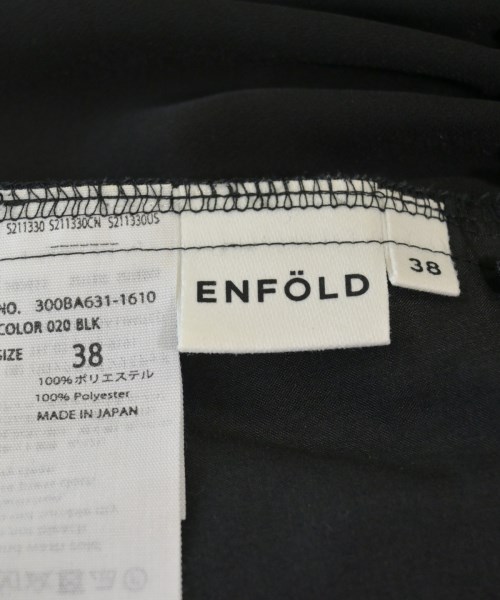 S211330 S211330CN S211330US
NO. 300BA631-1610
COLOR 020 BLK
SIZE 38
100%ポリエステル
100% Polyester
MADE IN JAPAN
ENFÖLD
38